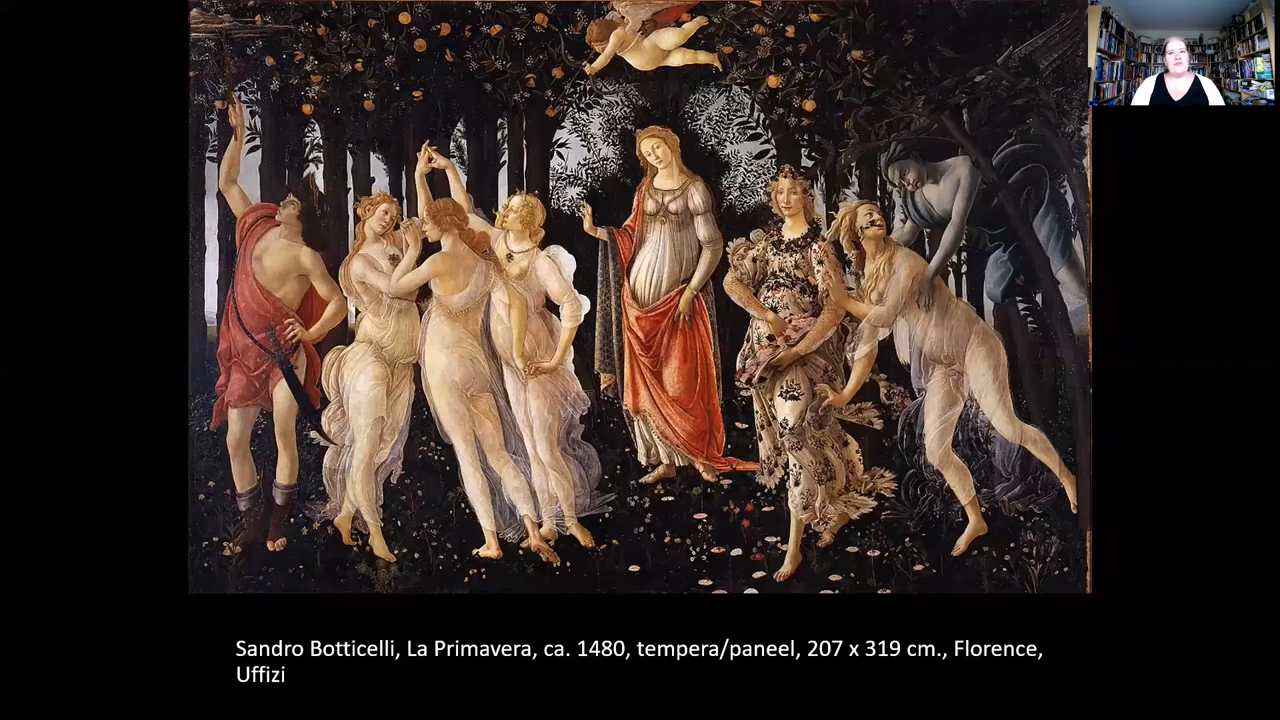 Sandro Botticelli, La Primavera, ca. 1480, tempera/paneel, 207 x 319 cm., Florence,
Uffizi